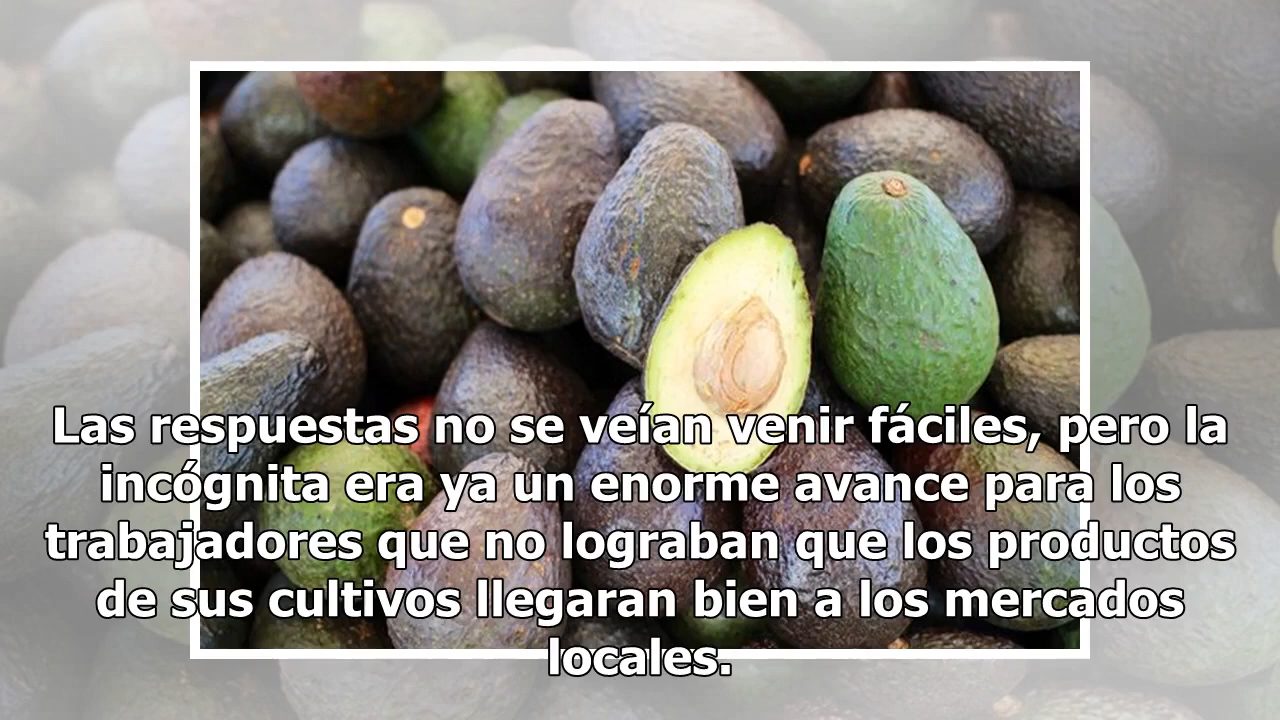 Las respuestas no se veían venir fáciles, pero la
incógnita era ya un enorme avance para los
trabajadores que no lograban que los productos
de sus cultivos llegaran bien a los mercados
locales.